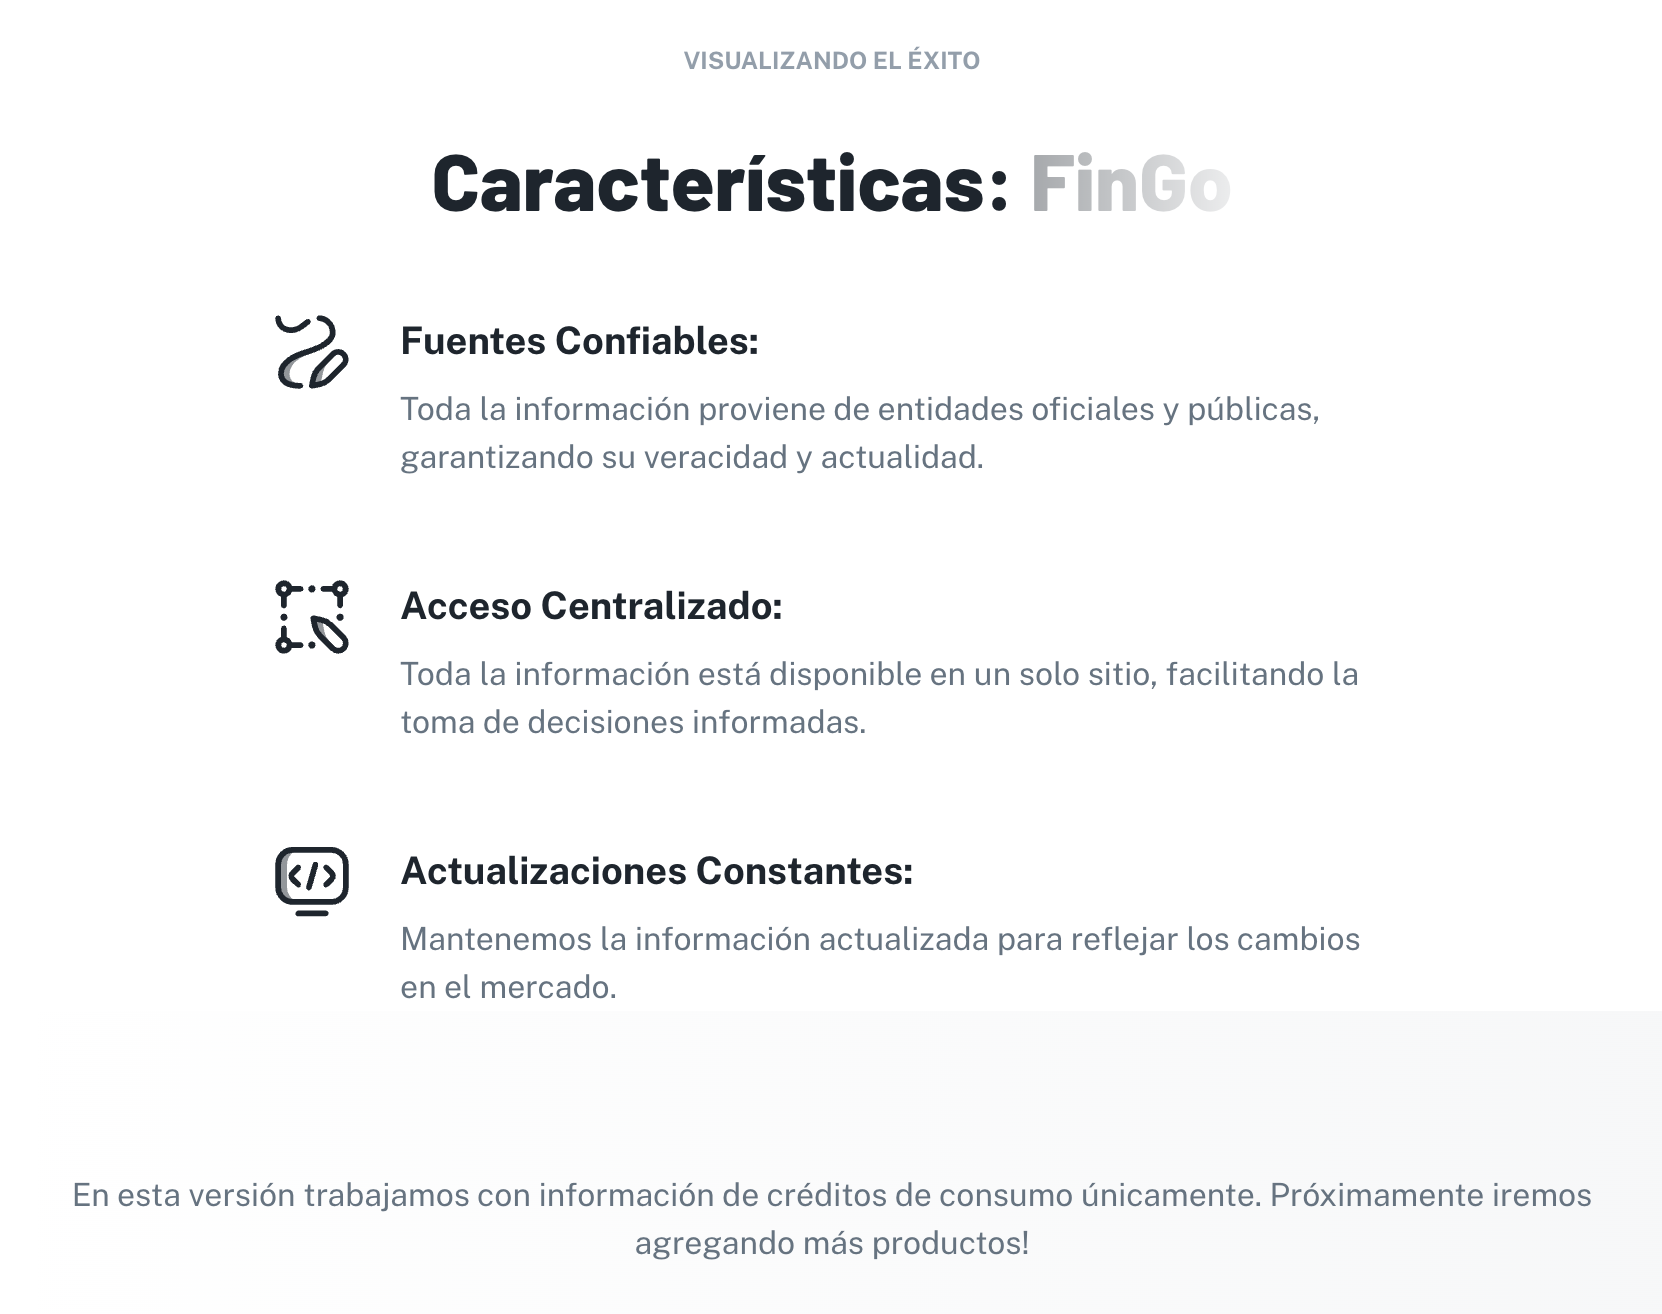 VISUALIZANDO EL ÉXITO
Características: FinGo
Fuentes Confiables:
Toda la información proviene de entidades oficiales y públicas,
garantizando su veracidad y actualidad.
Acceso Centralizado:
Toda la información está disponible en un solo sitio, facilitando la
toma de decisiones informadas.
Actualizaciones Constantes:
Mantenemos la información actualizada para reflejar los cambios
en el mercado.
En esta versión trabajamos con información de créditos de consumo únicamente. Próximamente iremos
agregando más productos!